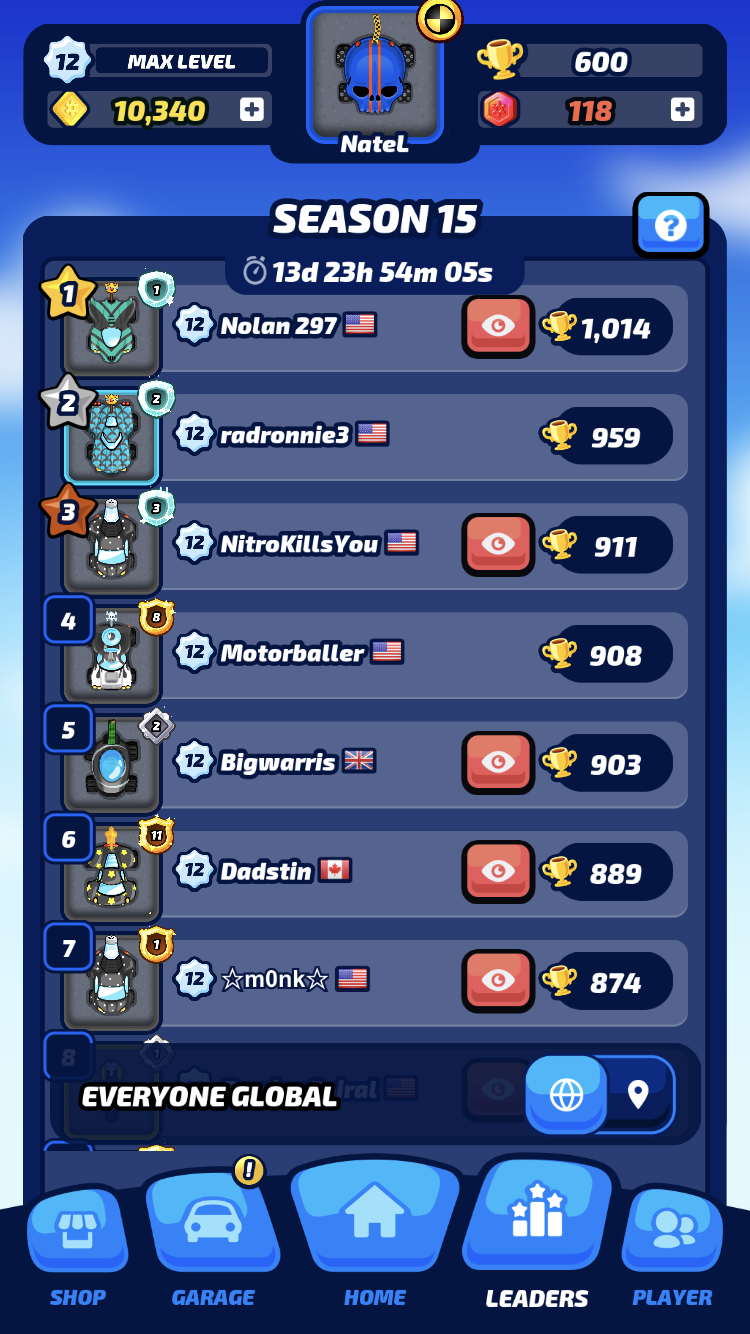 12 MAX LEVEL
600
10,340 +
118 +
NateL
SEASON 15
?
13d 23h 54m 05s
1 1 12 Nolan 297 1,014
2 2 12 radronnie3 959
3 3 12 NitroKillsYou 911
4 8 12 Motorballer 908
5 2 12 Bigwarris 903
6 11 12 Dadstin 889
7 1 12 ☆m0nk☆ 874
8 1
EVERYONE GLOBAL
!
SHOP GARAGE HOME LEADERS PLAYER